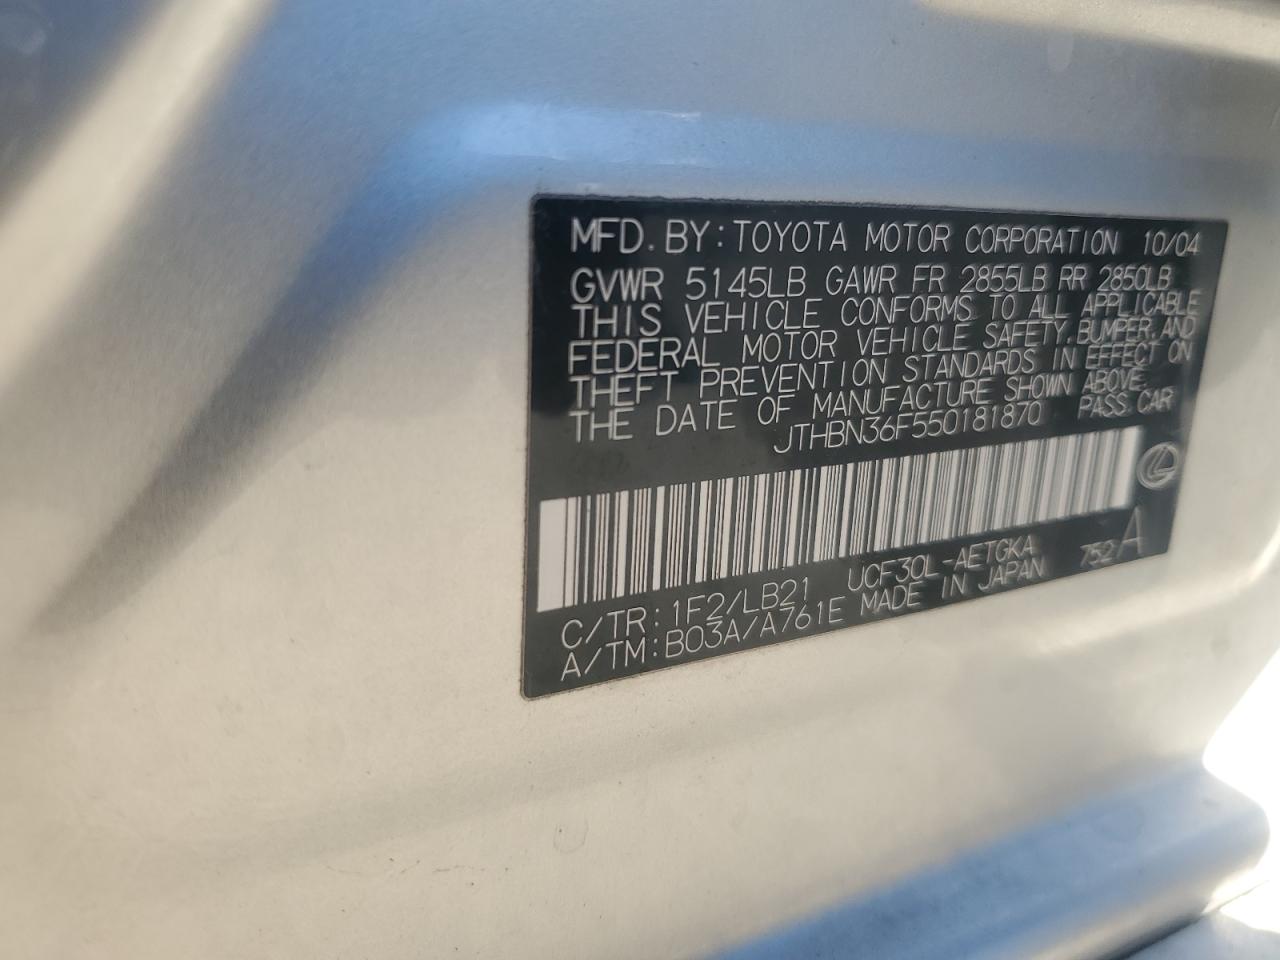 MFD. BY: TOYOTA MOTOR CORPORATION 10/04
GVWR 5145LB GAWR FR 2855LB RR 2850LB
THIS VEHICLE CONFORMS TO ALL APPLICABLE
FEDERAL MOTOR VEHICLE SAFETY, BUMPER, AND
THEFT PREVENTION STANDARDS IN EFFECT ON
THE DATE OF MANUFACTURE SHOWN ABOVE.
JTHBN36F550181870 PASS. CAR
C/TR: 1F2/LB21 UCF30L-AETGKA 752 A
A/TM: B03A/A761E MADE IN JAPAN